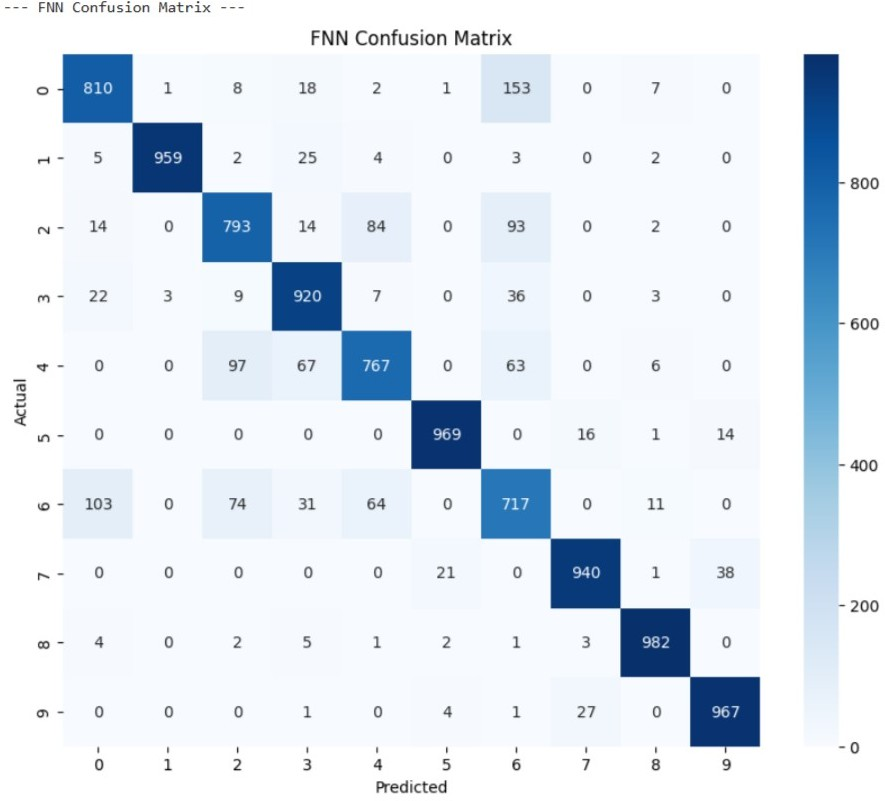 --- FNN Confusion Matrix ---
FNN Confusion Matrix
0 810 1 8 18 2 1 153 0 7 0
1 5 959 2 25 4 0 3 0 2 0
2 14 0 793 14 84 0 93 0 2 0
3 22 3 9 920 7 0 36 0 3 0
4 0 0 97 67 767 0 63 0 6 0
5 0 0 0 0 0 969 0 16 1 14
6 103 0 74 31 64 0 717 0 11 0
7 0 0 0 0 0 21 0 940 1 38
8 4 0 2 5 1 2 1 3 982 0
9 0 0 0 1 0 4 1 27 0 967
0 1 2 3 4 5 6 7 8 9
Predicted
Actual
800
600
400
200
0